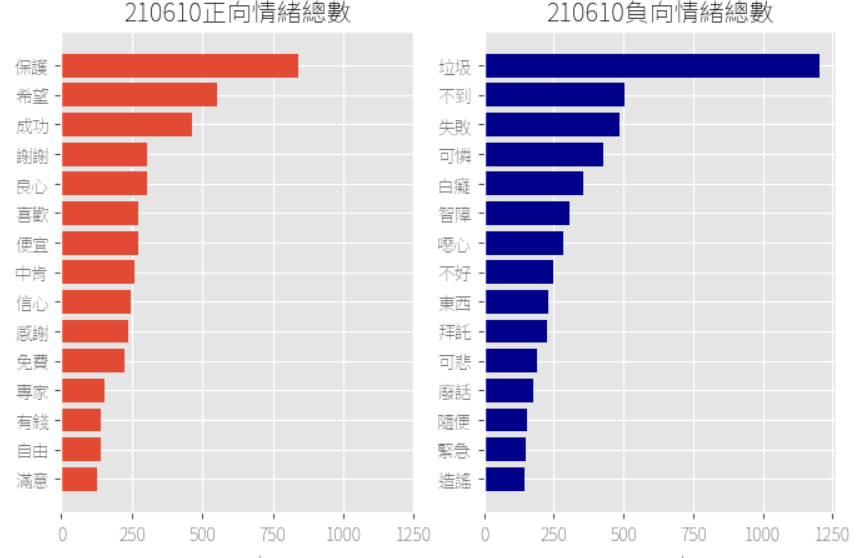 210610正向情緒總數
保護
希望
成功
謝謝
良心
喜歡
便宜
中肯
信心
感謝
免費
專家
有錢
自由
滿意
0 250 500 750 1000 1250
210610負向情緒總數
垃圾
不到
失敗
可憐
白癡
智障
噁心
不好
東西
拜託
可悲
廢話
隨便
緊急
造謠
0 250 500 750 1000 1250